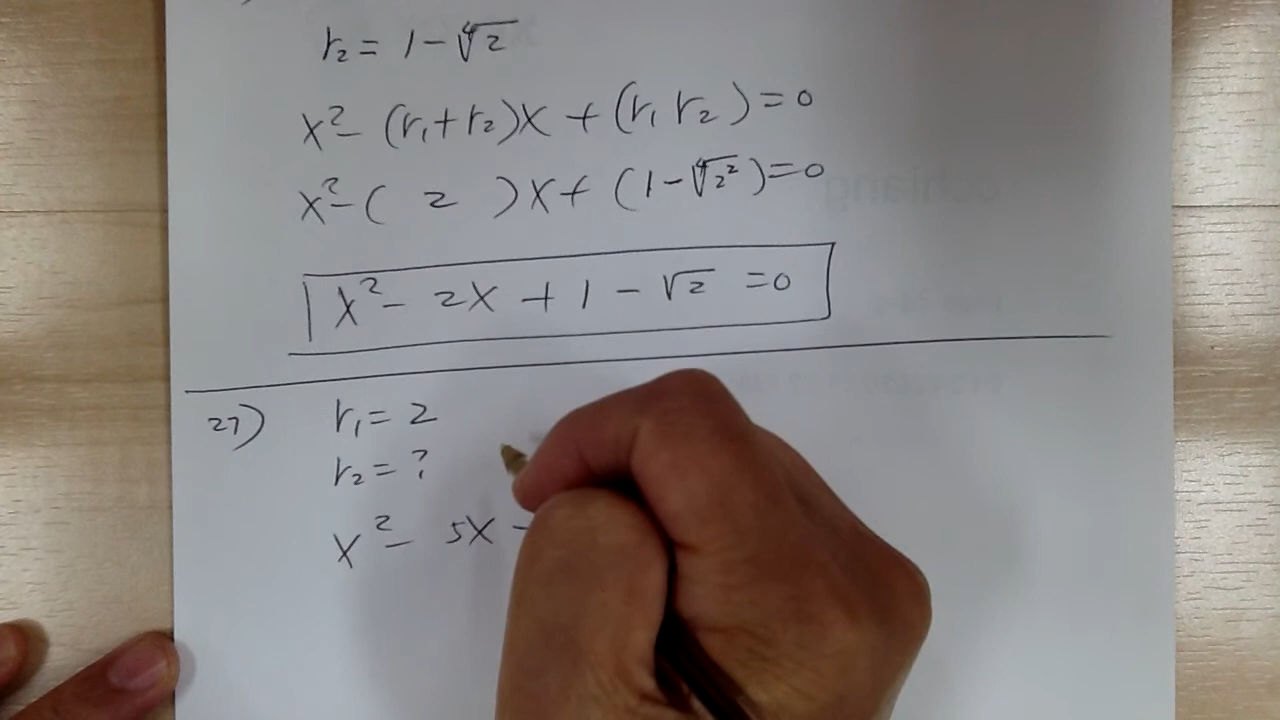 r₂ = 1 - ∜2
x² - (r₁ + r₂)x + (r₁ r₂) = 0
x² - ( 2 )x + (1 - ∜2²) = 0
x² - 2x + 1 - √2 = 0
27) r₁ = 2
r₂ = ?
x² - 5x